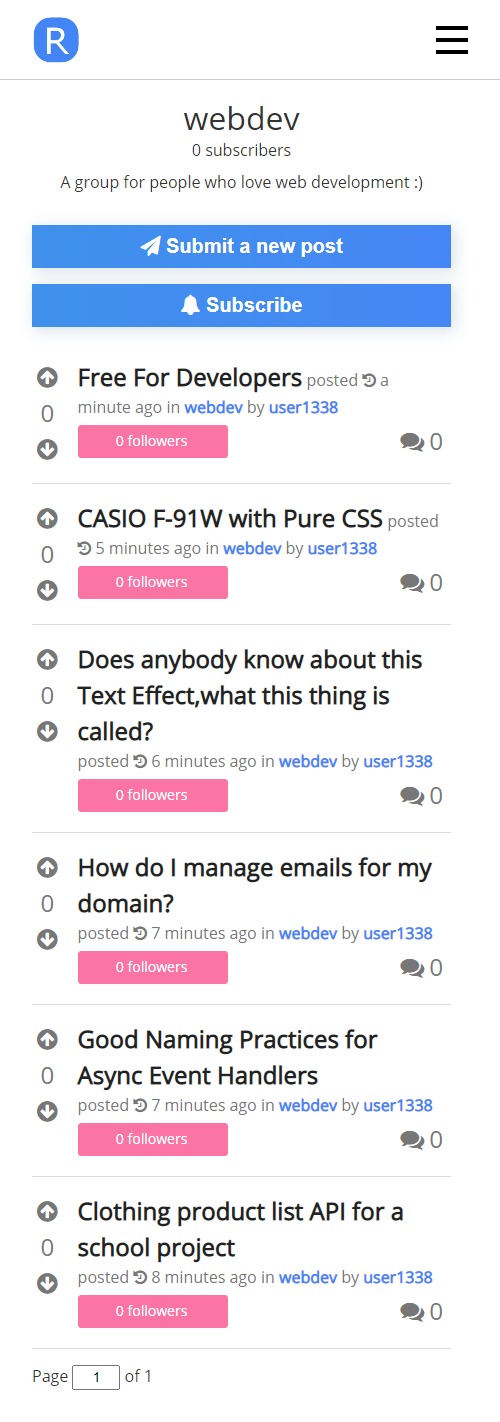 R
webdev
0 subscribers
A group for people who love web development :)
Submit a new post
Subscribe
Free For Developers posted a
0
minute ago in webdev by user1338
0 followers
0
CASIO F-91W with Pure CSS posted
0
5 minutes ago in webdev by user1338
0 followers
0
Does anybody know about this
0
Text Effect,what this thing is
called?
posted 6 minutes ago in webdev by user1338
0 followers
0
How do I manage emails for my
0
domain?
posted 7 minutes ago in webdev by user1338
0 followers
0
Good Naming Practices for
0
Async Event Handlers
posted 7 minutes ago in webdev by user1338
0 followers
0
Clothing product list API for a
0
school project
posted 8 minutes ago in webdev by user1338
0 followers
0
Page 1 of 1